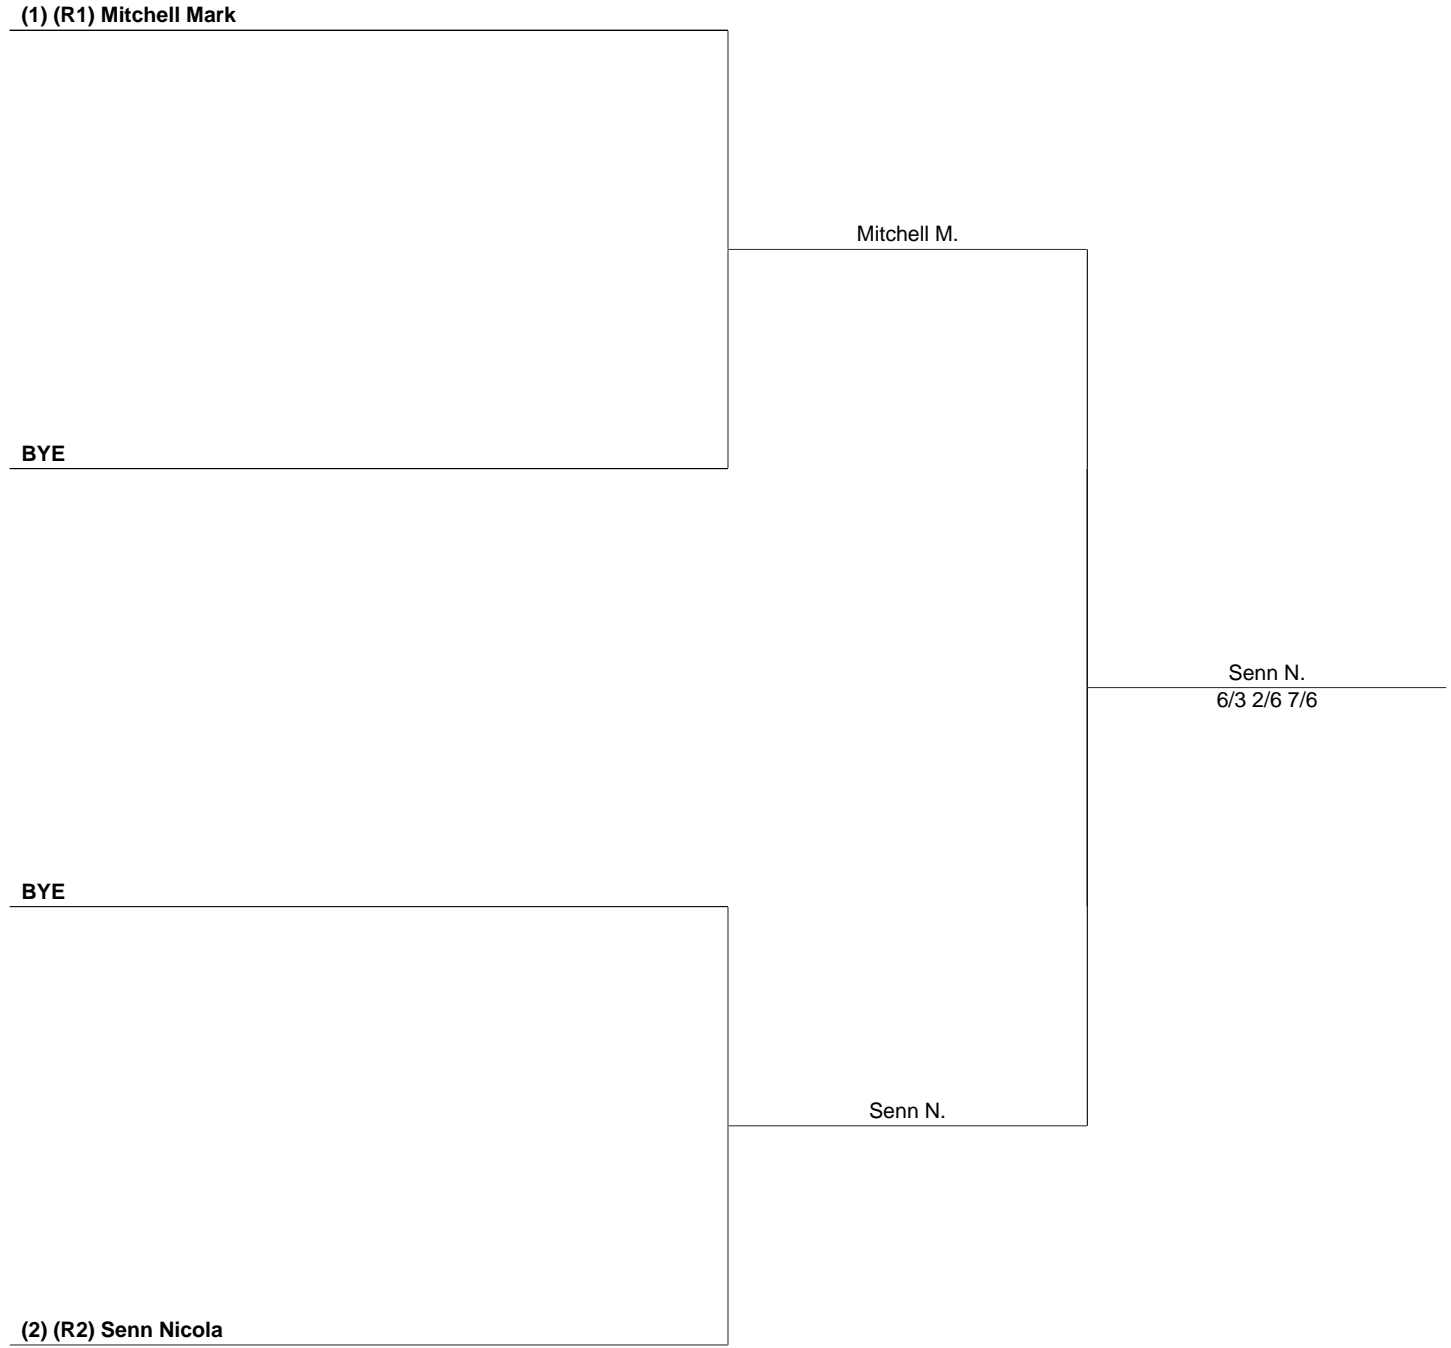 (1) (R1) Mitchell Mark
Mitchell M.
BYE
Senn N.
6/3 2/6 7/6
BYE
Senn N.
(2) (R2) Senn Nicola